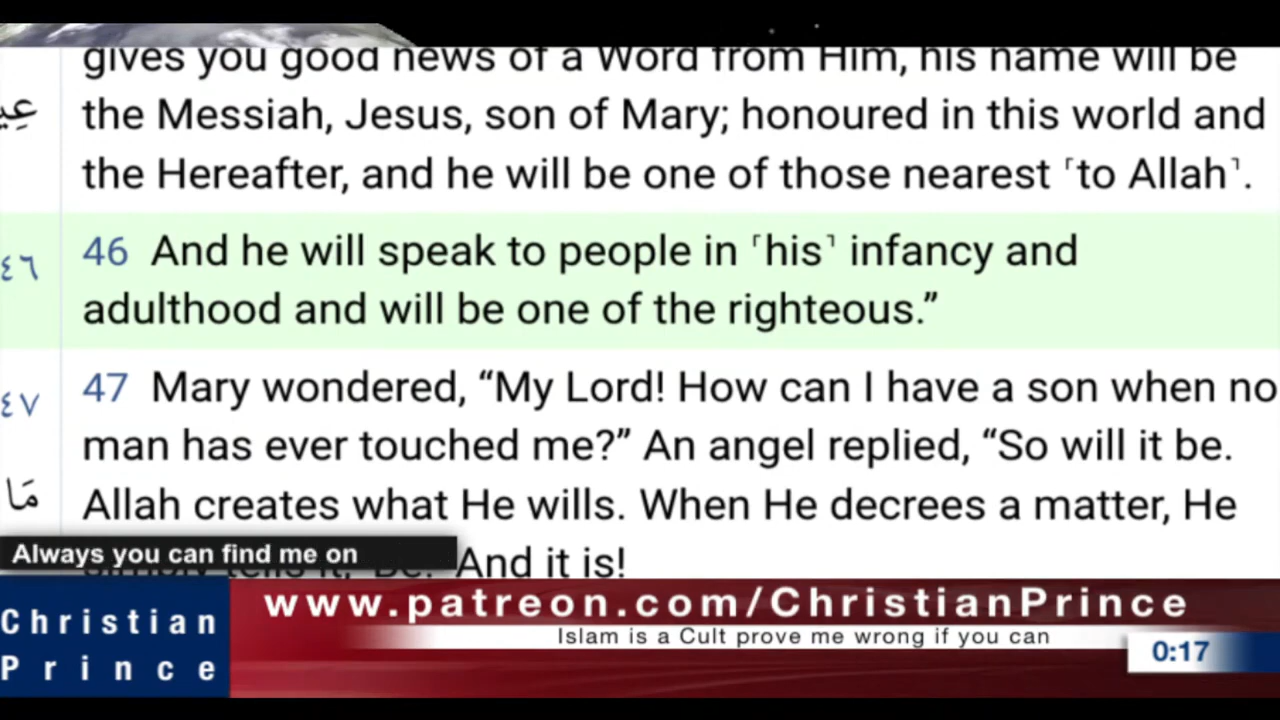 gives you good news of a Word from Him, his name will be
the Messiah, Jesus, son of Mary; honoured in this world and
the Hereafter, and he will be one of those nearest ⸢to Allah⸣.
٤٦ 46 And he will speak to people in ⸢his⸣ infancy and
adulthood and will be one of the righteous.”
٤٧ 47 Mary wondered, “My Lord! How can I have a son when no
man has ever touched me?” An angel replied, “So will it be.
مَا Allah creates what He wills. When He decrees a matter, He
simply tells it, ‘Be!’ And it is!
Always you can find me on
Christian
Prince
www.patreon.com/ChristianPrince
Islam is a Cult prove me wrong if you can
0:17